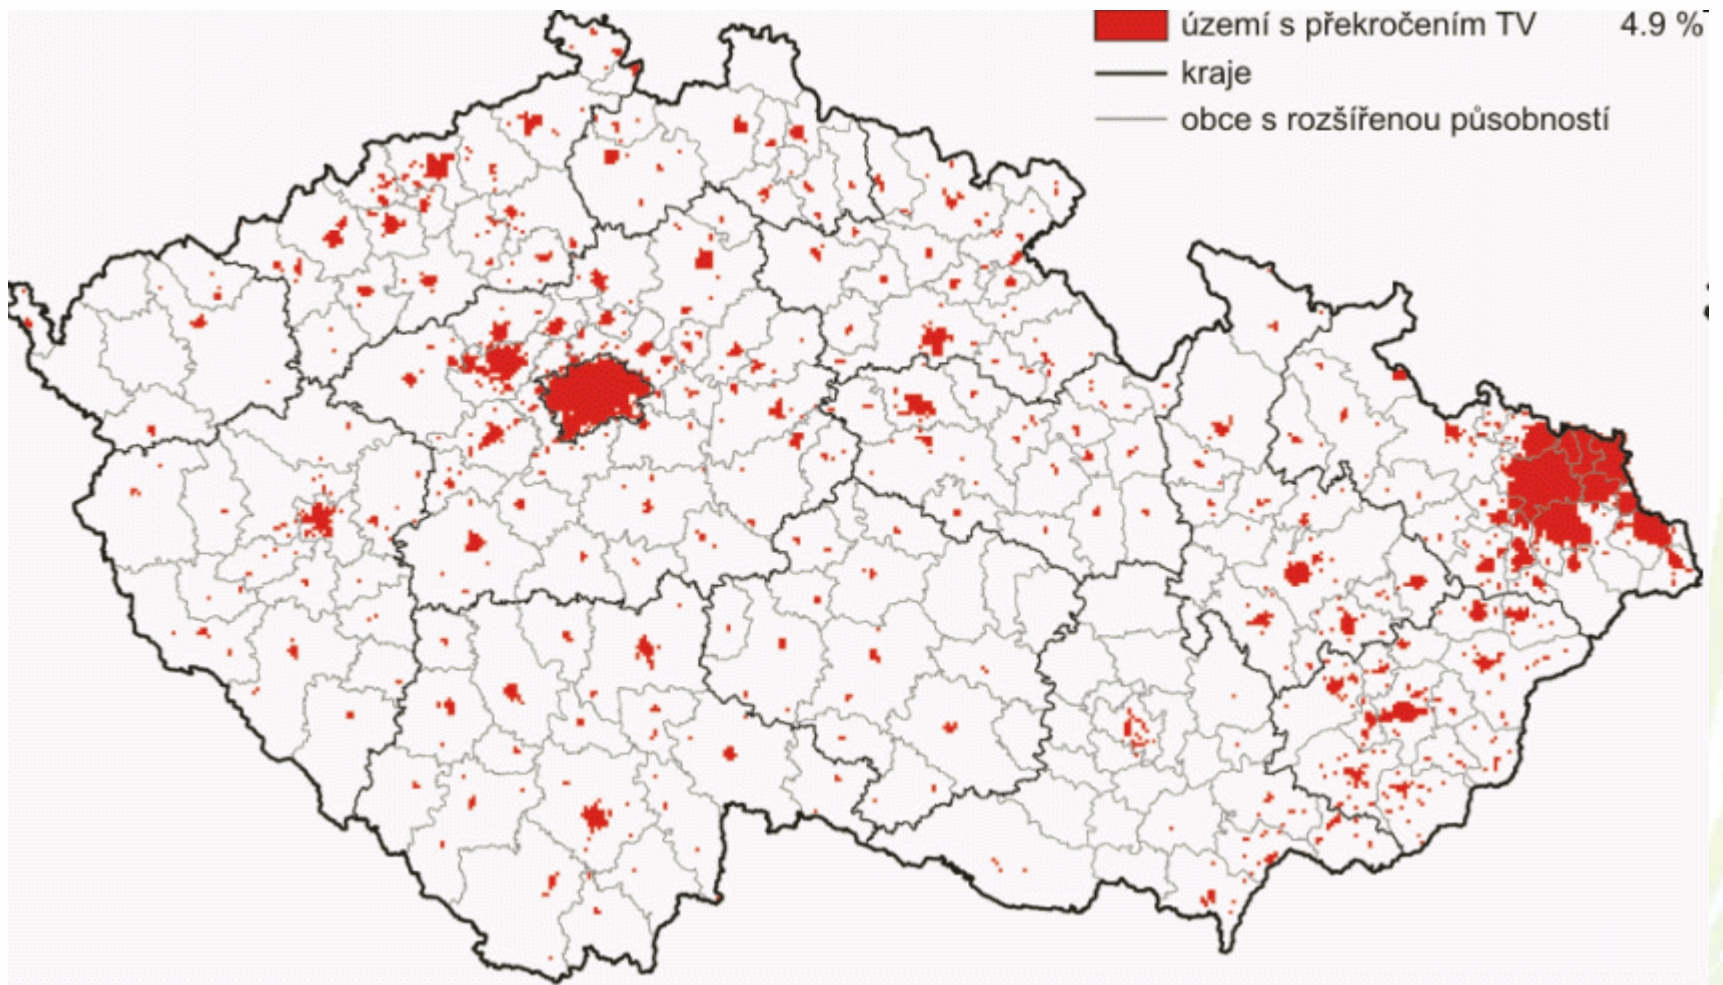 území s překročením TV 4.9 %
kraje
obce s rozšířenou působností